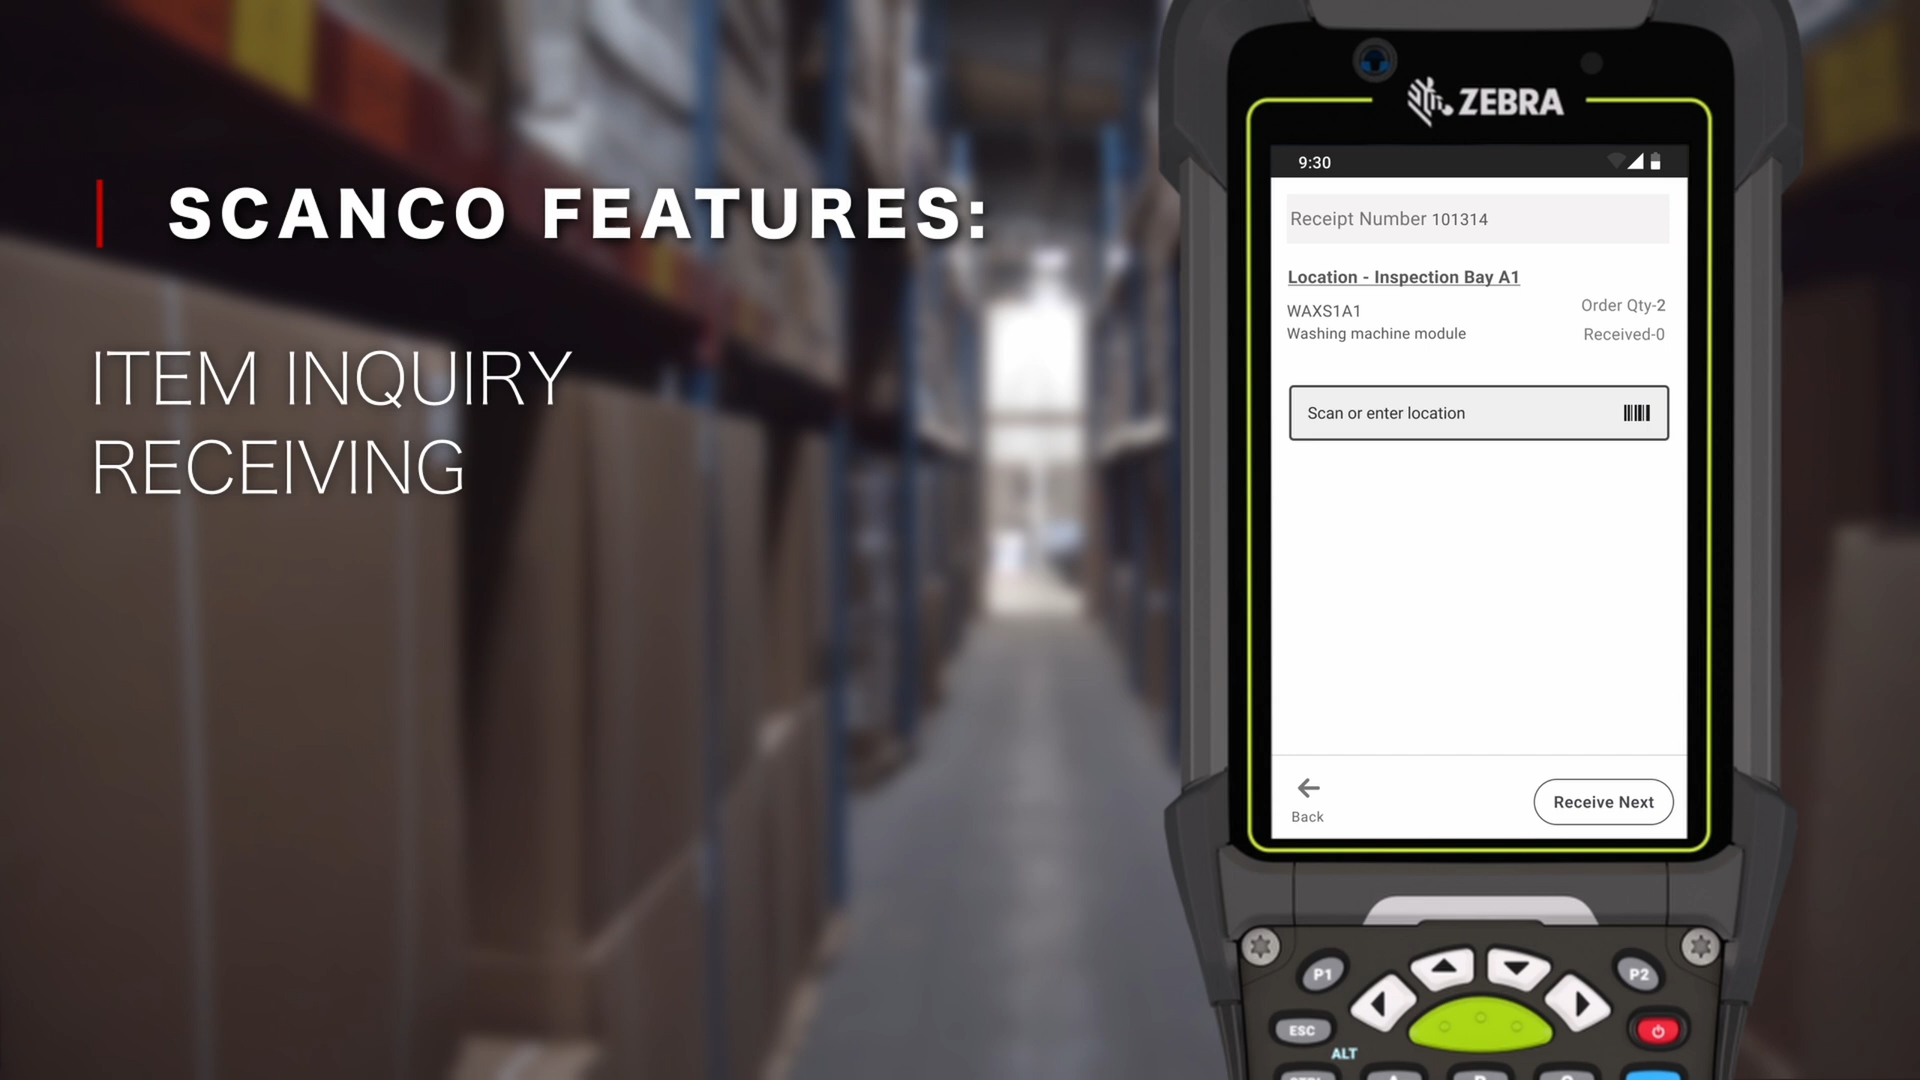 SCANCO FEATURES:
ITEM INQUIRY
RECEIVING
ZEBRA
9:30
Receipt Number 101314
Location - Inspection Bay A1
WAXS1A1
Order Qty-2
Washing machine module
Received-0
Scan or enter location
Back
Receive Next
P1
P2
ESC
ALT